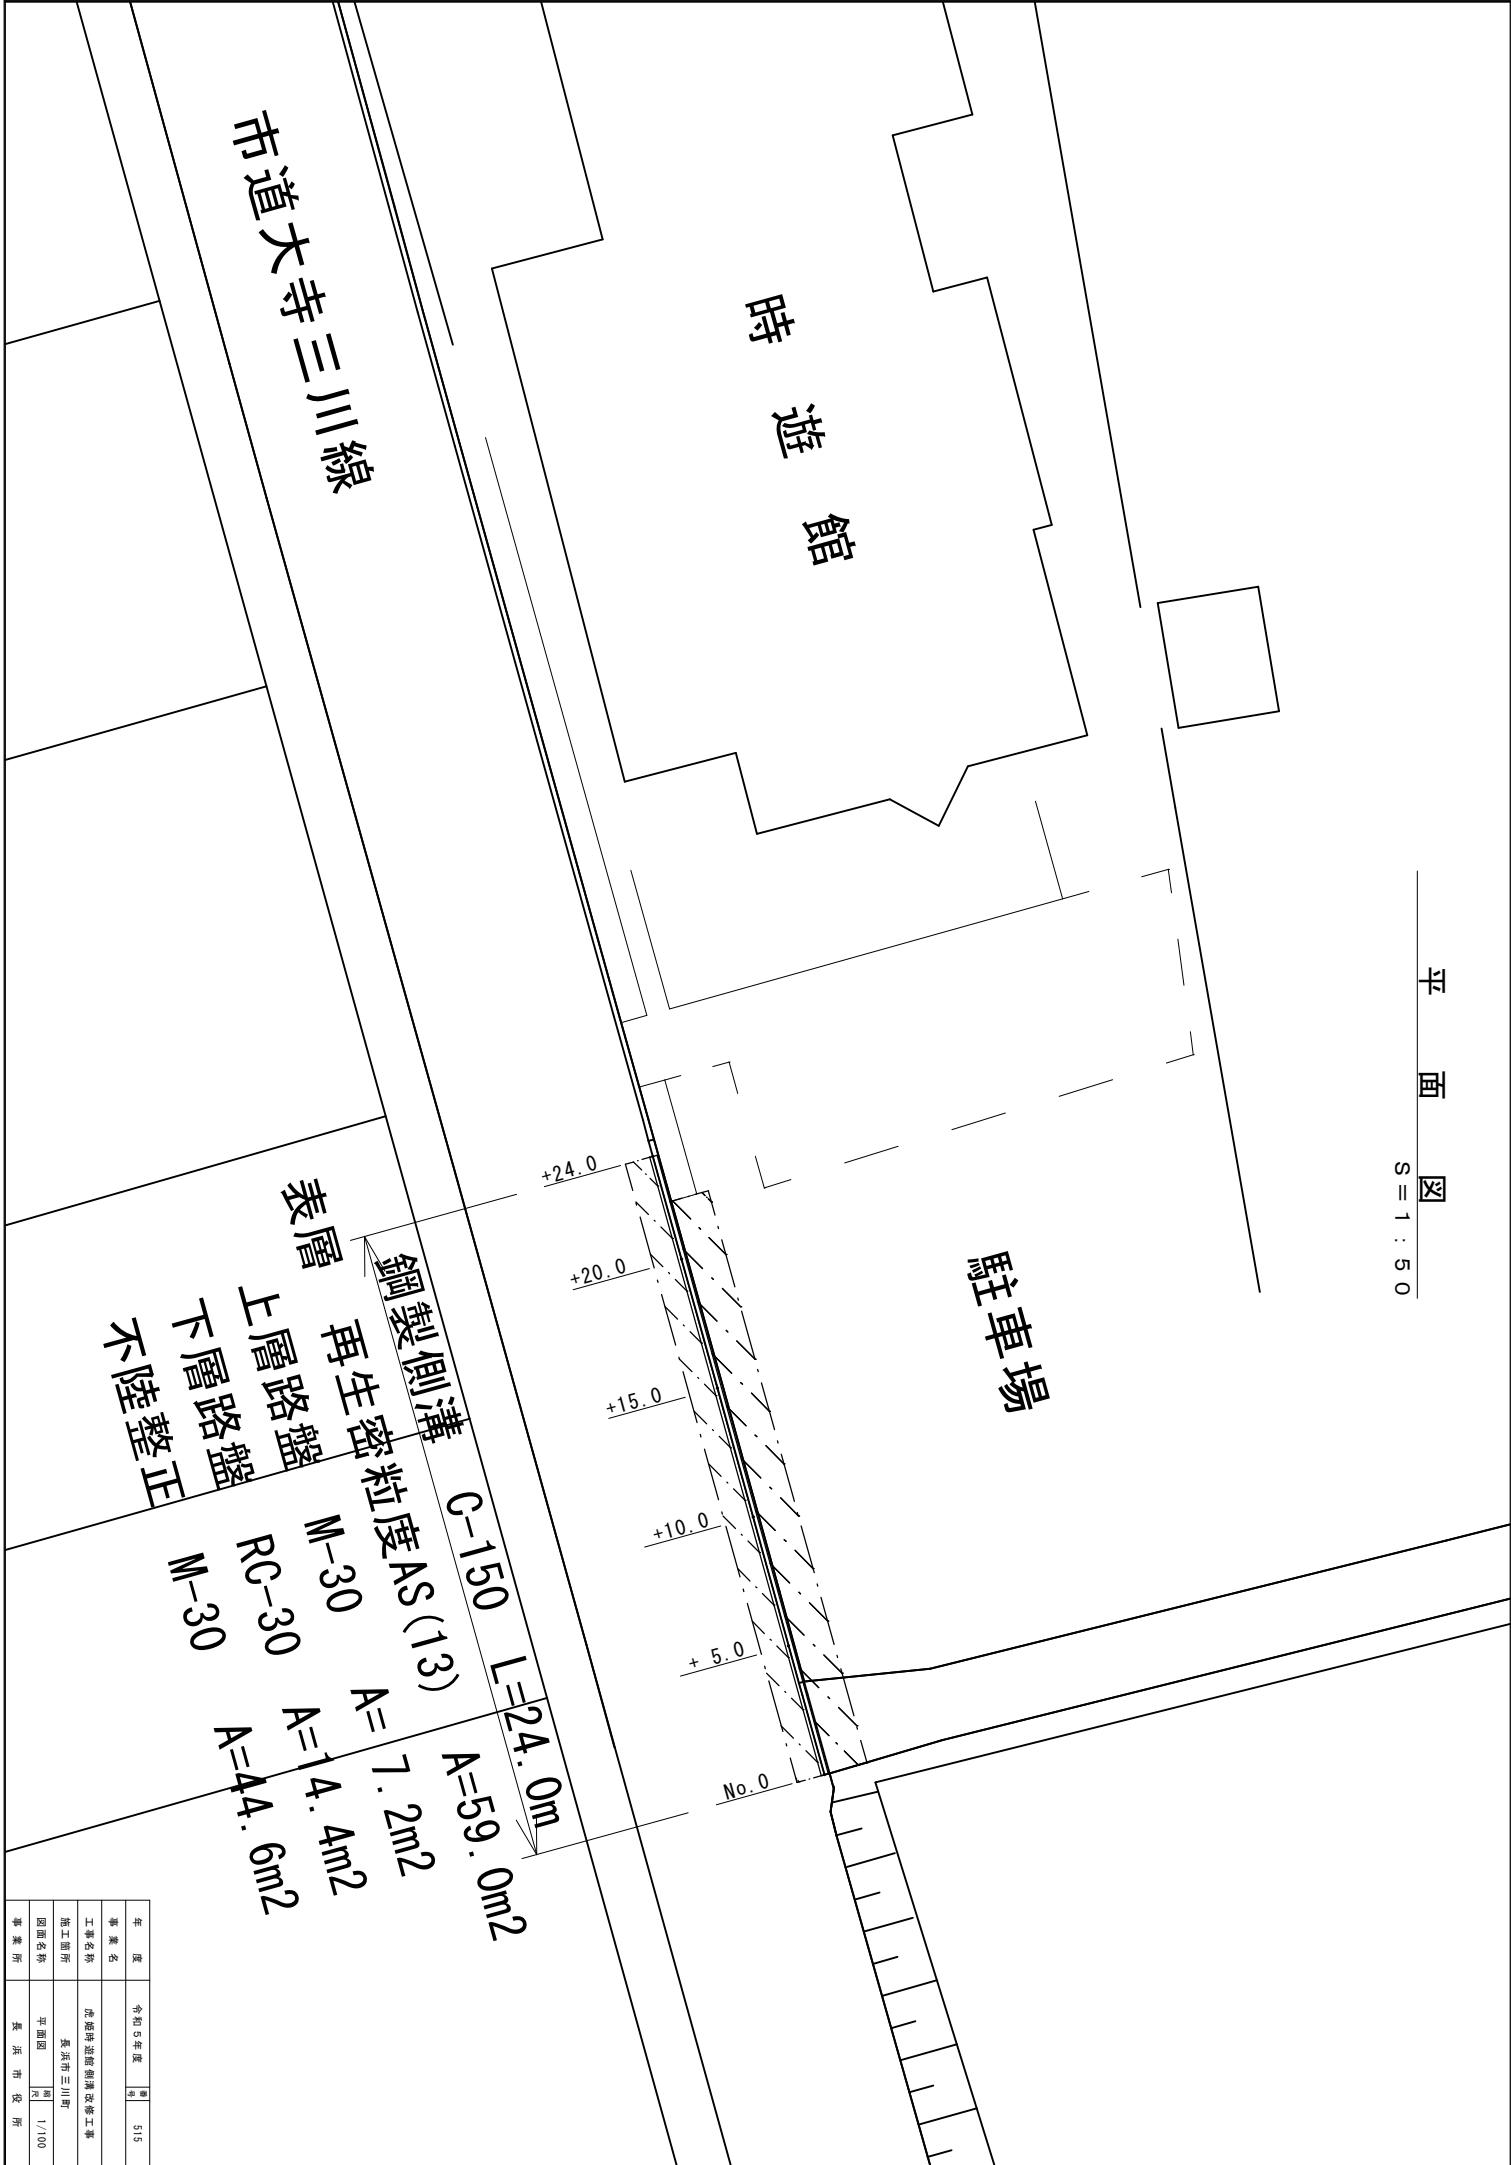 平面図
S=1:50
時遊館
市道大寺三川線
駐車場
+24.0
+20.0
+15.0
+10.0
+ 5.0
No.0
鋼製側溝 C-150 L=24.0m
表層 再生密粒度AS(13) A=59.0m2
上層路盤 M-30 A= 7.2m2
下層路盤 RC-30 A=14.4m2
不陸整正 M-30 A=44.6m2
年度 令和5年度 番号 515
事業名
工事名称 虎姫時遊館側溝改修工事
施工箇所 長浜市三川町
図面名称 平面図 縮尺 1/100
事業所 長浜市役所